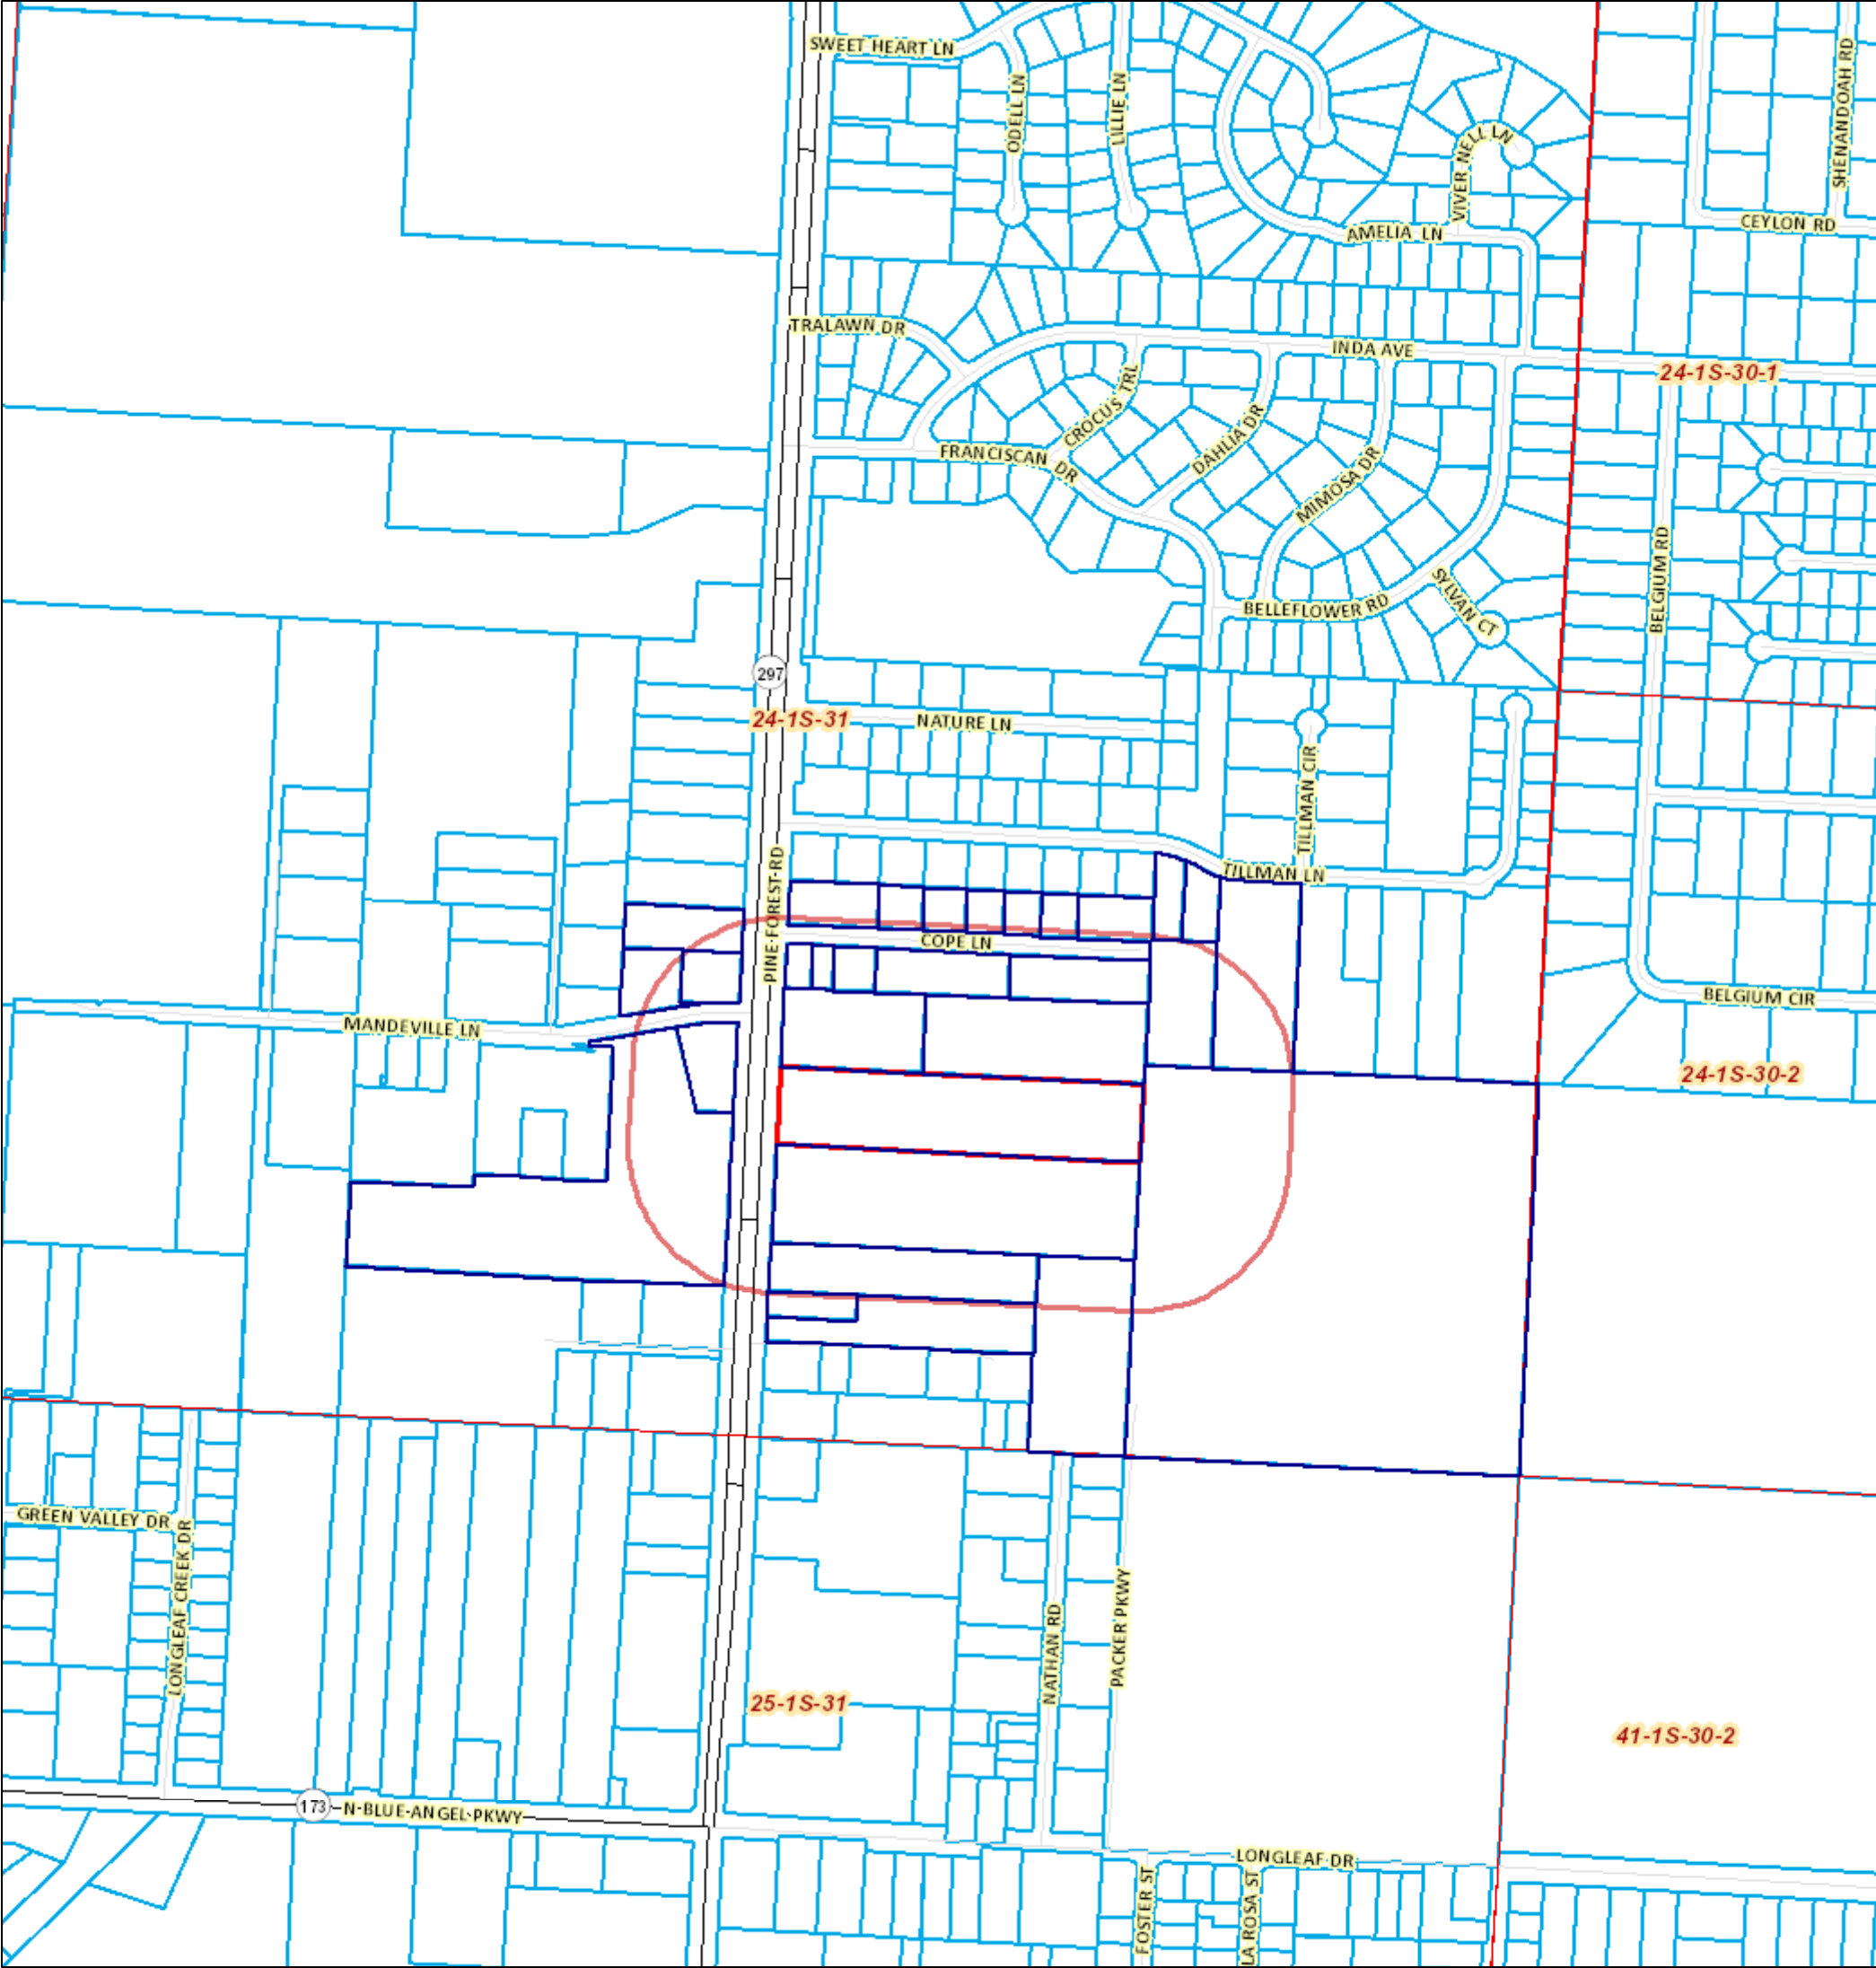 SWEET HEART LN
ODELL LN
LILLIE LN
VIVER NELL LN
SHENANDOAH RD
CEYLON RD
AMELIA LN
TRALAWN DR
INDA AVE
24-1S-30-1
CROCUS TRL
DAHLIA DR
FRANCISCAN DR
MIMOSA DR
BELGIUM RD
SYLVAN CT
BELLEFLOWER RD
297
24-1S-31
NATURE LN
TILLMAN CIR
PINE FOREST RD
TILLMAN LN
COPE LN
BELGIUM CIR
MANDEVILLE LN
24-1S-30-2
GREEN VALLEY DR
LONGLEAF CREEK DR
NATHAN RD
PACKER PKWY
25-1S-31
41-1S-30-2
173
N BLUE ANGEL PKWY
LONGLEAF DR
FOSTER ST
LA ROSA ST